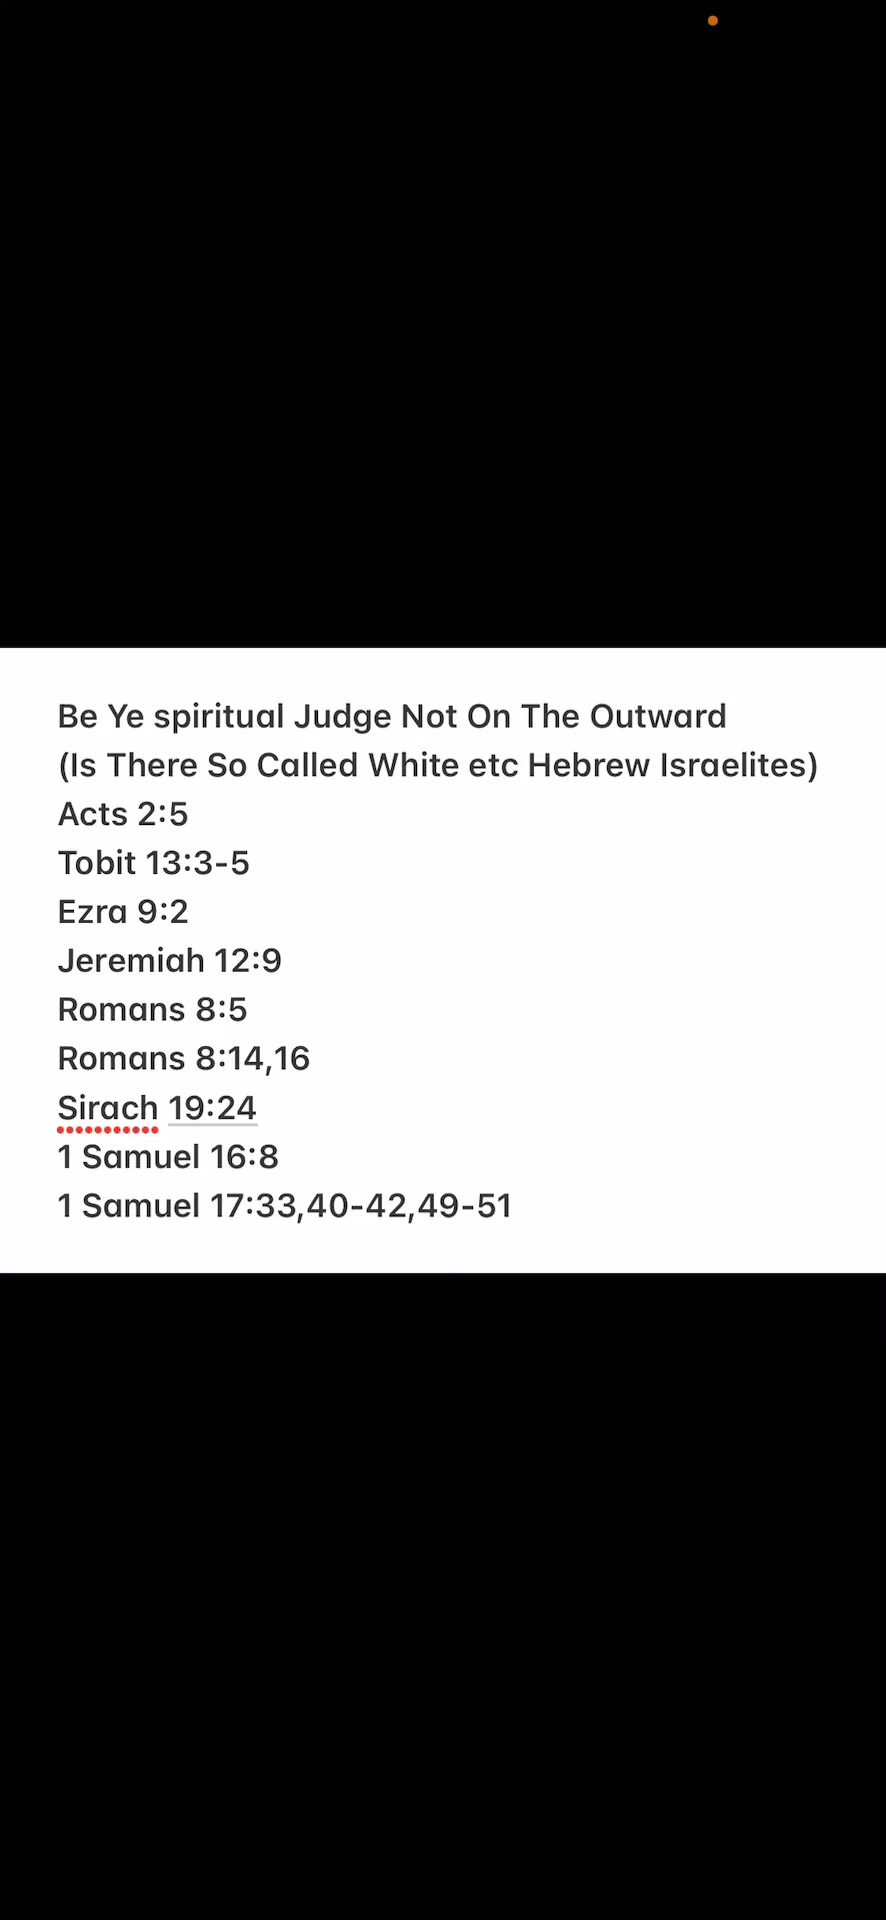 Be Ye spiritual Judge Not On The Outward
(Is There So Called White etc Hebrew Israelites)
Acts 2:5
Tobit 13:3-5
Ezra 9:2
Jeremiah 12:9
Romans 8:5
Romans 8:14,16
Sirach 19:24
1 Samuel 16:8
1 Samuel 17:33,40-42,49-51